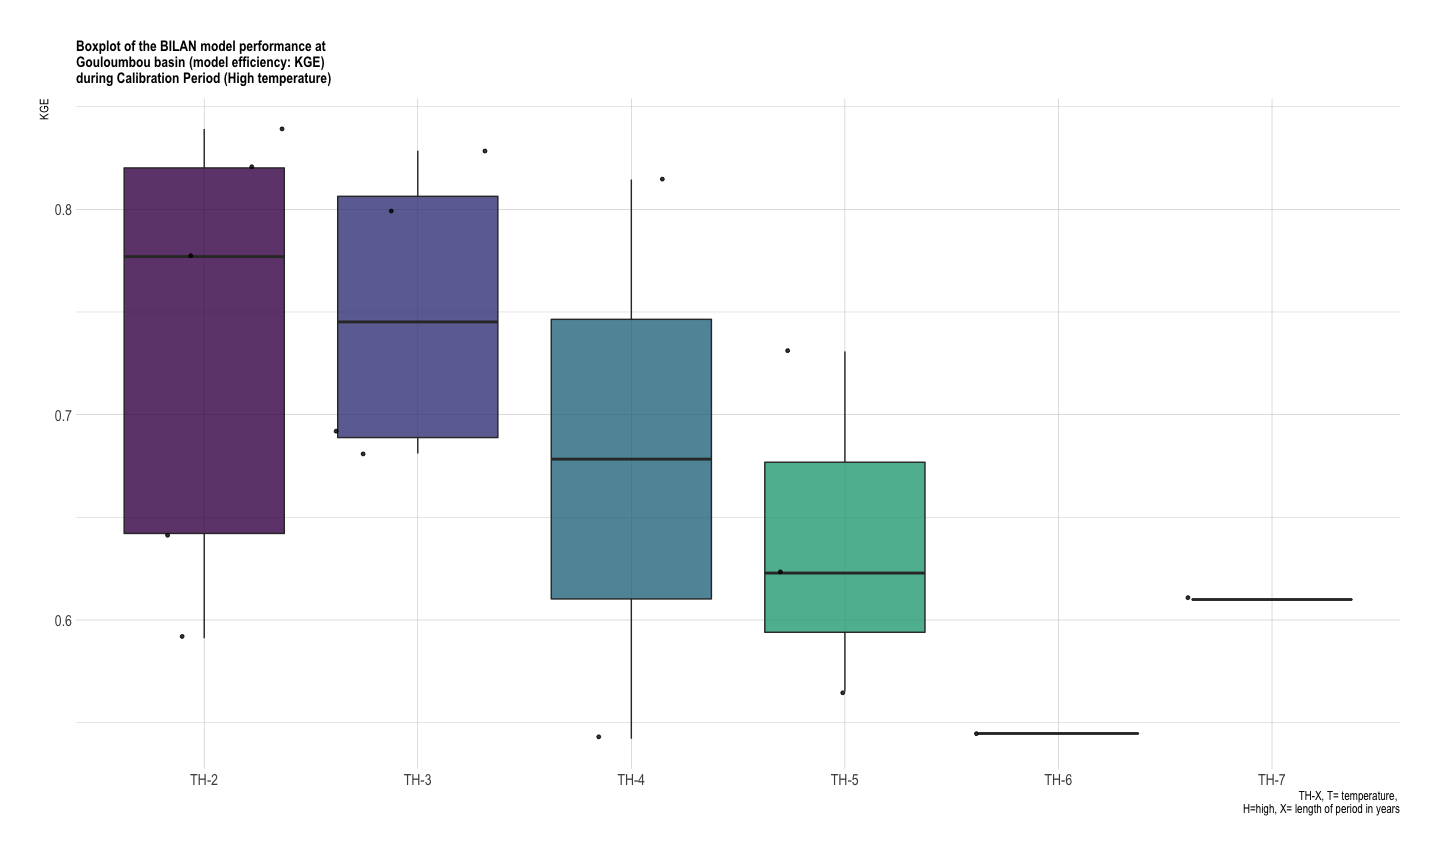 Boxplot of the BILAN model performance at
Gouloumbou basin (model efficiency: KGE)
during Calibration Period (High temperature)
KGE
0.8
0.7
0.6
TH-2
TH-3
TH-4
TH-5
TH-6
TH-7
TH-X, T= temperature,
H=high, X= length of period in years